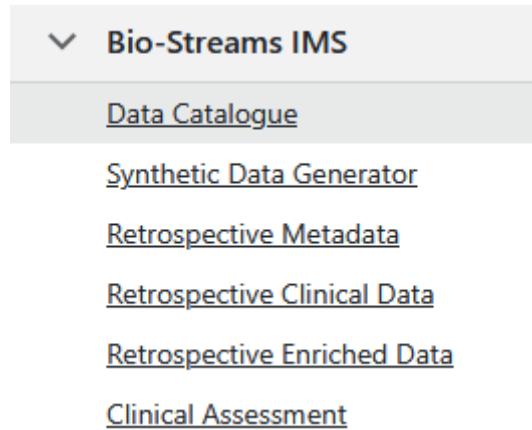 Bio-Streams IMS
Data Catalogue
Synthetic Data Generator
Retrospective Metadata
Retrospective Clinical Data
Retrospective Enriched Data
Clinical Assessment